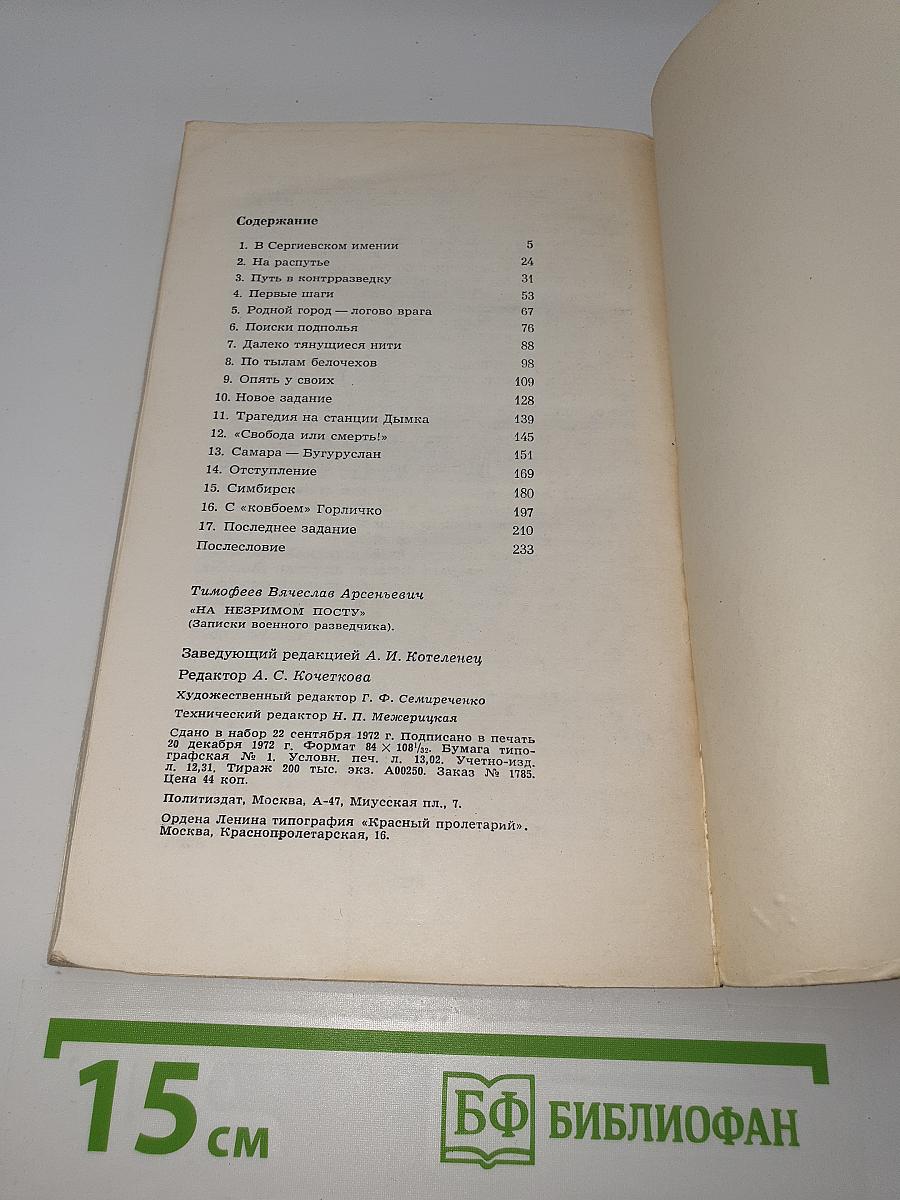 Содержание
1. В Сергиевском имении 5
2. На распутье 24
3. Путь в контрразведку 31
4. Первые шаги 53
5. Родной город — логово врага 67
6. Поиски подполья 76
7. Далеко тянущиеся нити 88
8. По тылам белочехов 98
9. Опять у своих 109
10. Новое задание 128
11. Трагедия на станции Дымка 139
12. «Свобода или смерть!» 145
13. Самара — Бугуруслан 151
14. Отступление 169
15. Симбирск 180
16. С «ковбоем» Горличко 197
17. Последнее задание 210
Послесловие 233
Тимофеев Вячеслав Арсеньевич
«НА НЕЗРИМОМ ПОСТУ»
(Записки военного разведчика).
Заведующий редакцией А. И. Котеленец
Редактор А. С. Кочеткова
Художественный редактор Г. Ф. Семиреченко
Технический редактор Н. П. Межерицкая
Сдано в набор 22 сентября 1972 г. Подписано в печать
20 декабря 1972 г. Формат 84 × 108¹/₃₂. Бумага типо-
графская № 1. Условн. печ. л. 13,02. Учетно-изд.
л. 12,31. Тираж 200 тыс. экз. А00250. Заказ № 1785.
Цена 44 коп.
Политиздат, Москва, А-47, Миусская пл., 7.
Ордена Ленина типография «Красный пролетарий».
Москва, Краснопролетарская, 16.
15 см
БФ БИБЛИОФАН